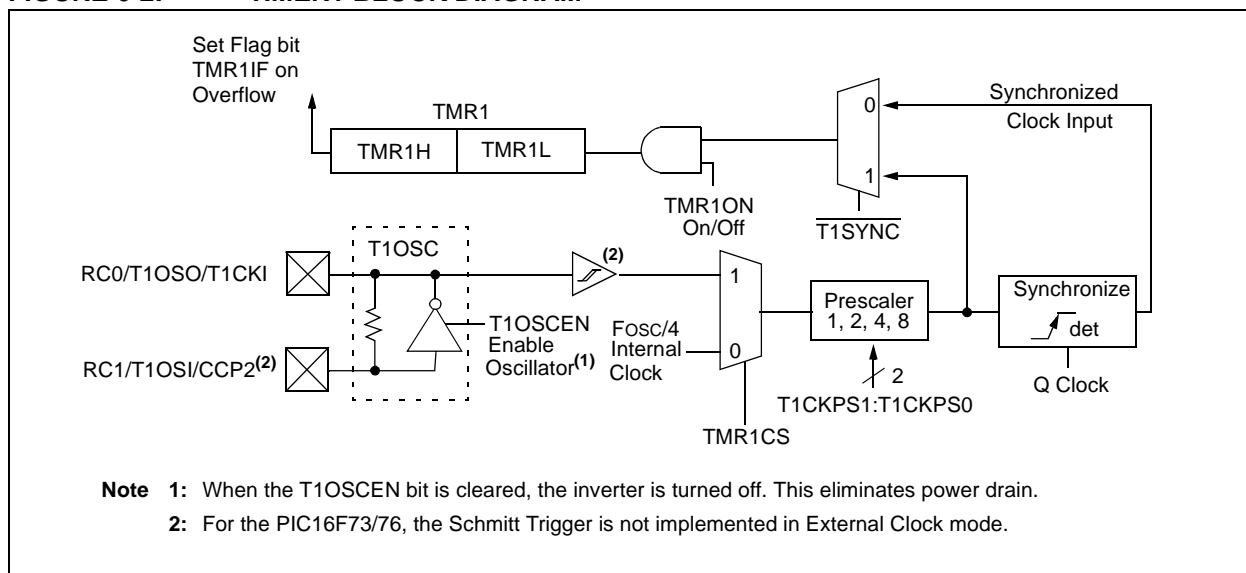 Set Flag bit
TMR1IF on
Overflow
TMR1
TMR1H
TMR1L
0
1
Synchronized
Clock Input
TMR1ON
On/Off
T1SYNC
T1OSC
RC0/T1OSO/T1CKI
(2)
1
0
Prescaler
1, 2, 4, 8
Synchronize
det
T1OSCEN
Enable
Oscillator(1)
FOSC/4
Internal
Clock
RC1/T1OSI/CCP2(2)
2
Q Clock
T1CKPS1:T1CKPS0
TMR1CS
Note 1: When the T1OSCEN bit is cleared, the inverter is turned off. This eliminates power drain.
2: For the PIC16F73/76, the Schmitt Trigger is not implemented in External Clock mode.